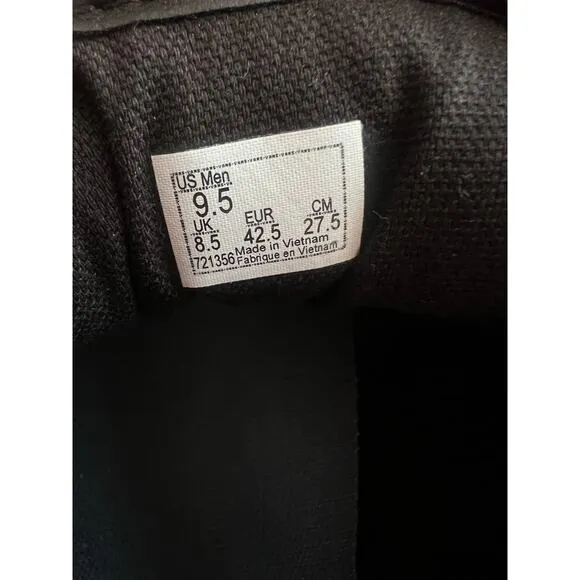 US Men
9.5
UK EUR CM.
8.5 42.5 27.5
721356 Made in Vietnam
Fabrique en Vietnam